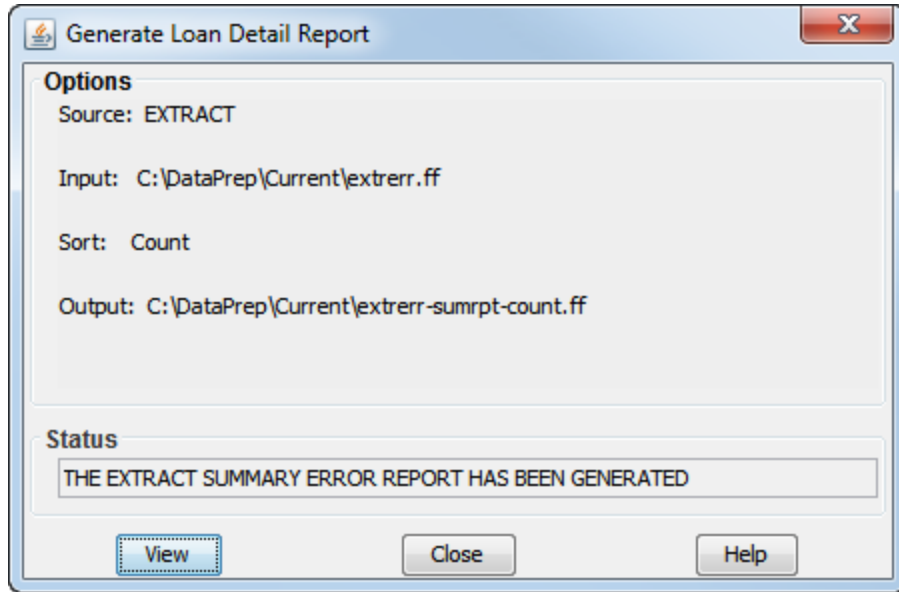 Generate Loan Detail Report
Options
Source: EXTRACT
Input: C:\DataPrep\Current\extrerr.ff
Sort: Count
Output: C:\DataPrep\Current\extrerr-sumrpt-count.ff
Status
THE EXTRACT SUMMARY ERROR REPORT HAS BEEN GENERATED
View Close Help